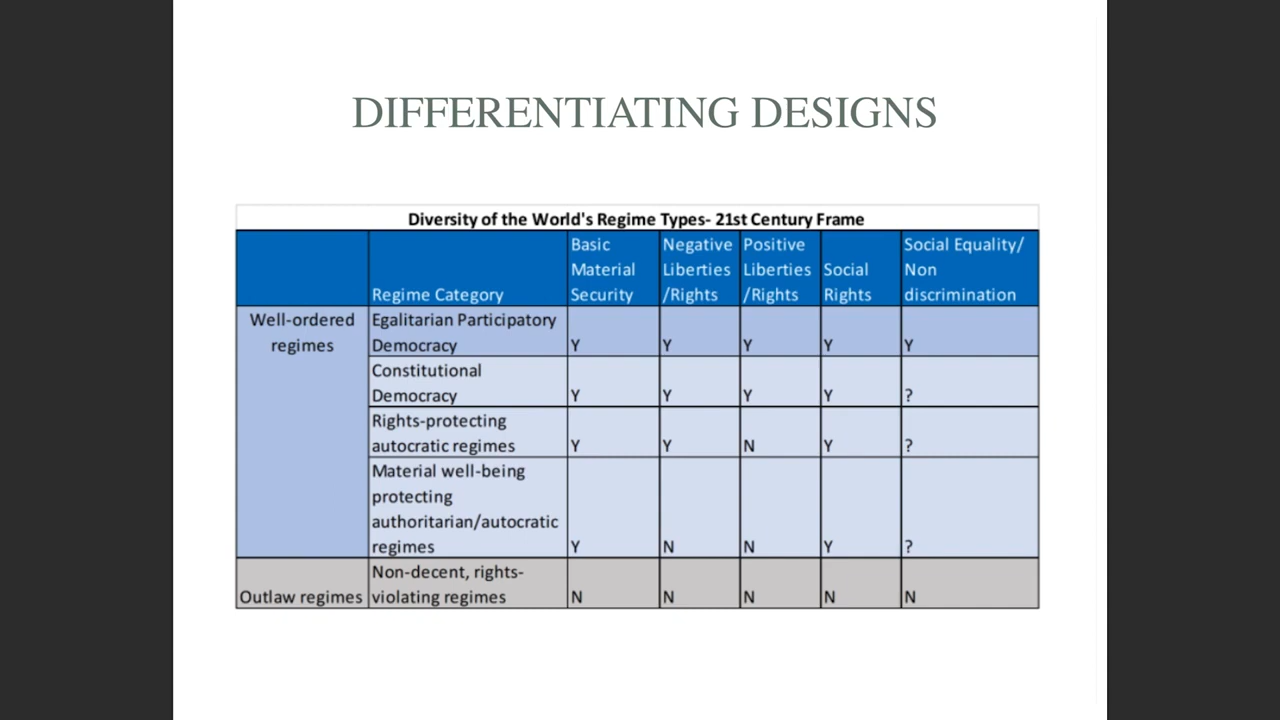 DIFFERENTIATING DESIGNS
Diversity of the World's Regime Types- 21st Century Frame
Regime Category
Basic
Material
Security
Negative
Liberties
/Rights
Positive
Liberties
/Rights
Social
Rights
Social Equality/
Non
discrimination
Well-ordered
regimes
Egalitarian Participatory
Democracy
Y
Y
Y
Y
Y
Constitutional
Democracy
Y
Y
Y
Y
?
Rights-protecting
autocratic regimes
Y
Y
N
Y
?
Material well-being
protecting
authoritarian/autocratic
regimes
Y
N
N
Y
?
Outlaw regimes
Non-decent, rights-
violating regimes
N
N
N
N
N